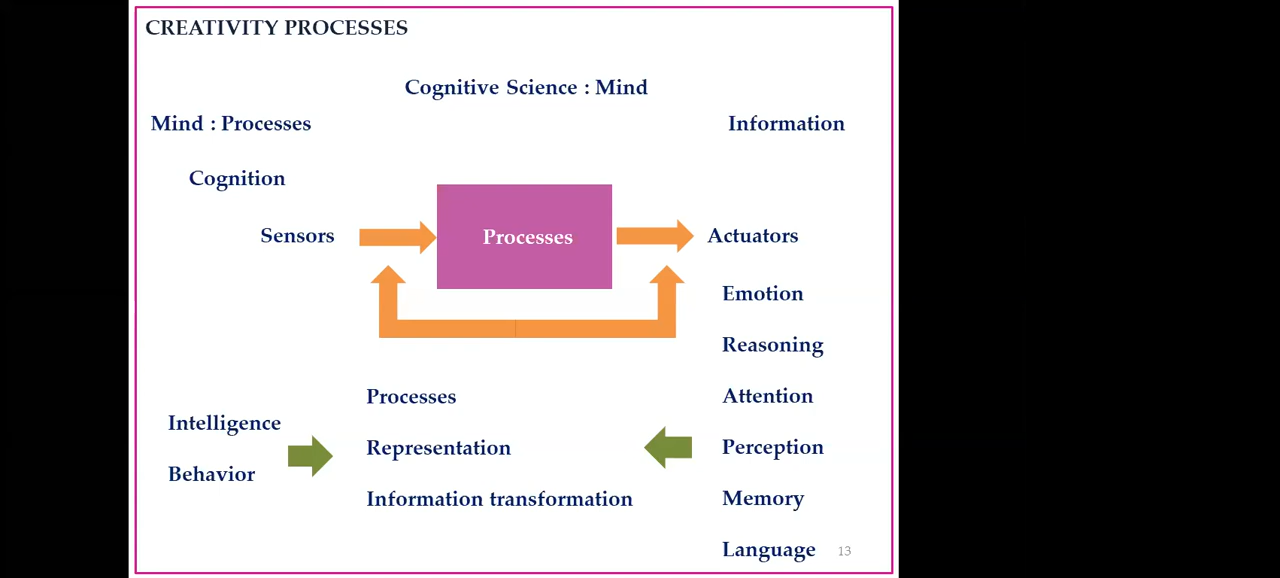 CREATIVITY PROCESSES
Cognitive Science : Mind
Mind : Processes
Information
Cognition
Sensors
Processes
Actuators
Emotion
Reasoning
Attention
Perception
Memory
Language
Processes
Representation
Information transformation
Intelligence
Behavior
13